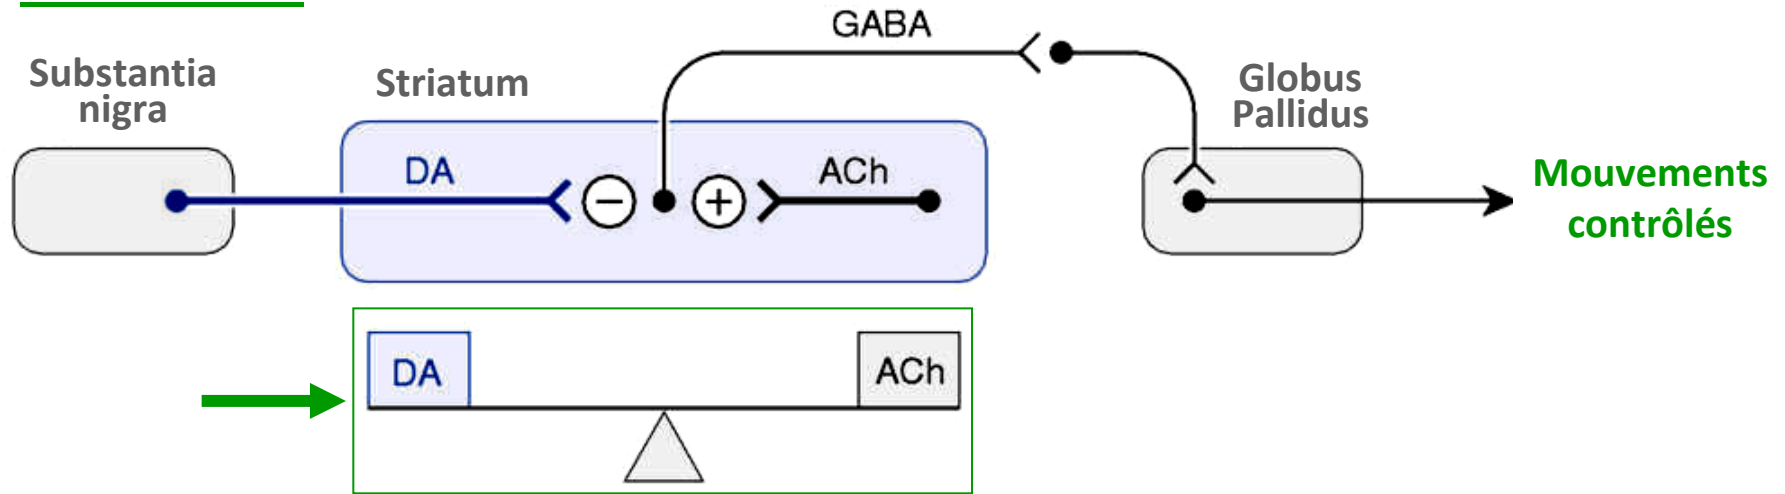 GABA
Substantia
nigra
Striatum
Globus
Pallidus
DA
ACh
Mouvements
contrôlés
DA
ACh